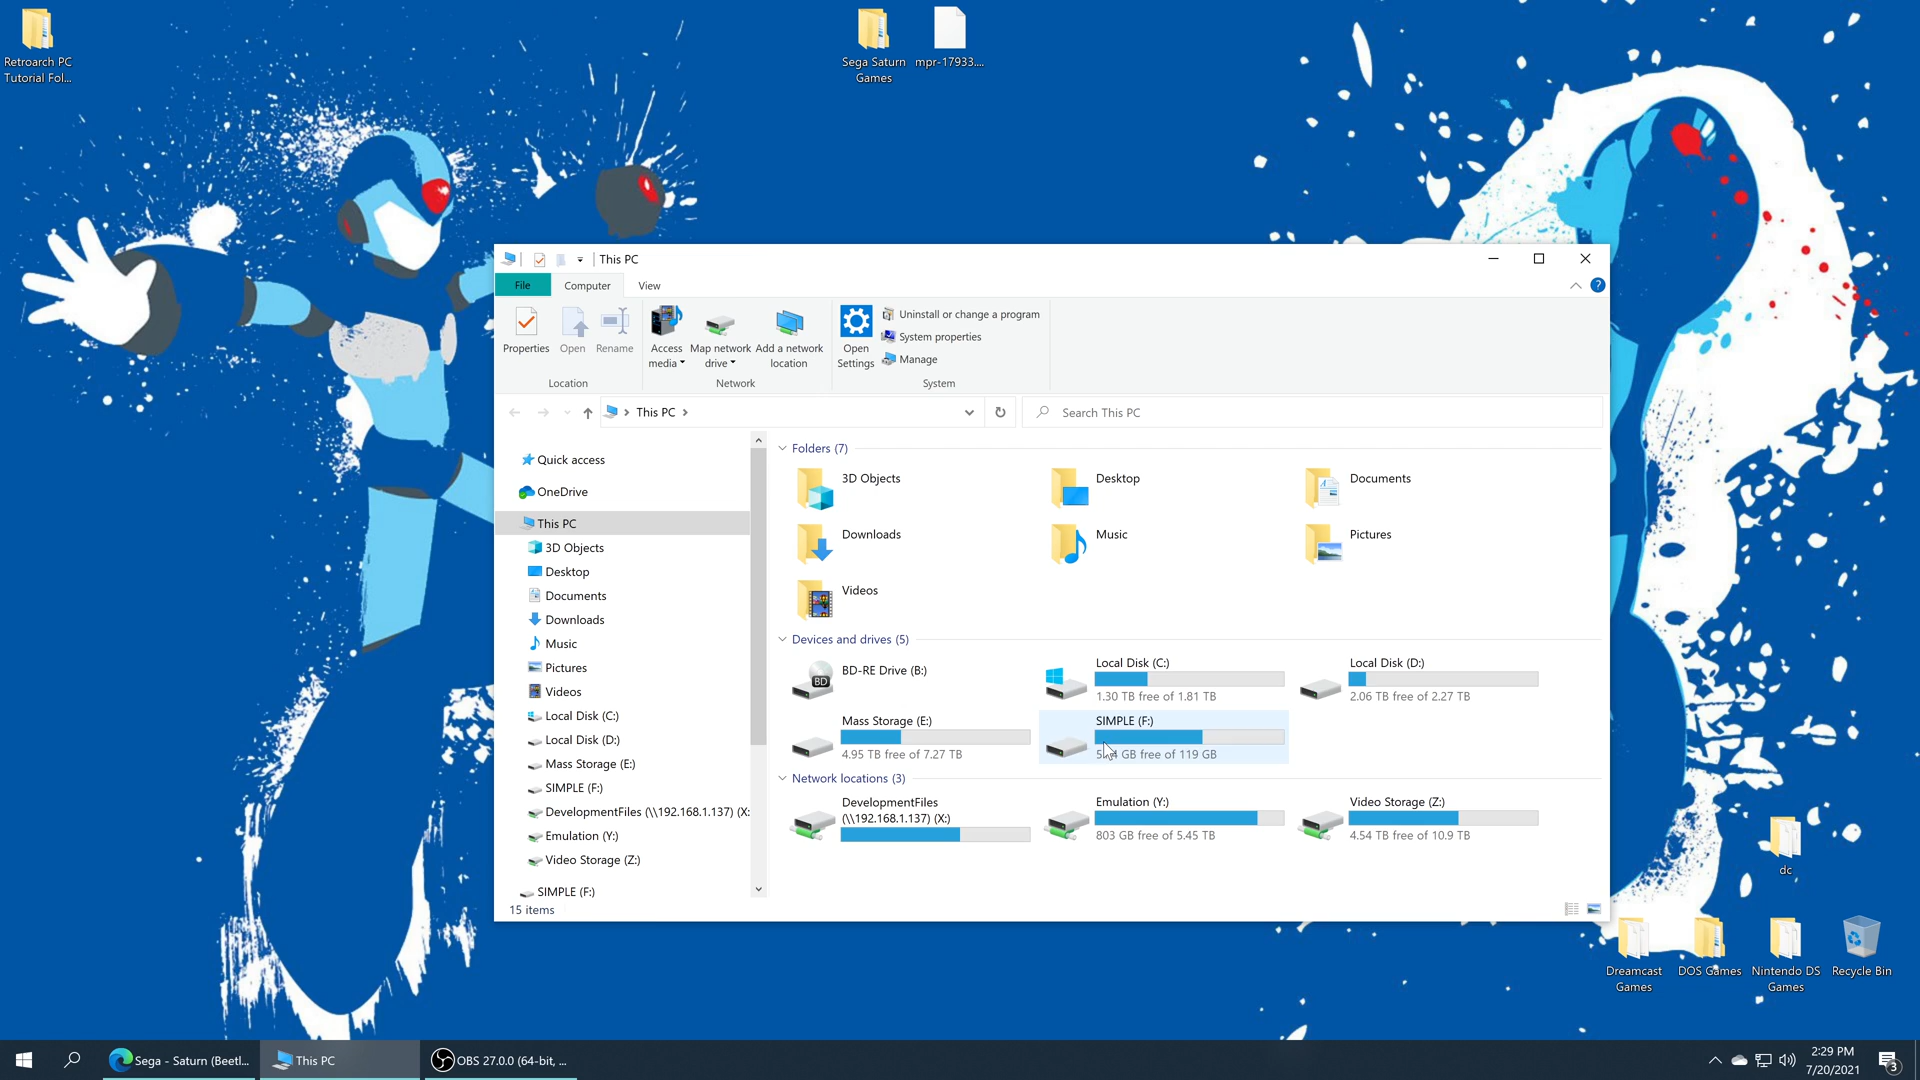 Retroarch PC
Tutorial Fol...
Sega Saturn
Games
mpr-17933....
This PC
File
Computer
View
Properties
Open
Rename
Access
media
Map network
drive
Add a network
location
Open
Settings
Uninstall or change a program
System properties
Manage
Location
Network
System
This PC
Search This PC
Quick access
OneDrive
This PC
3D Objects
Desktop
Documents
Downloads
Music
Pictures
Videos
Local Disk (C:)
Local Disk (D:)
Mass Storage (E:)
SIMPLE (F:)
DevelopmentFiles (\\192.168.1.137) (X:
Emulation (Y:)
Video Storage (Z:)
SIMPLE (F:)
15 items
Folders (7)
3D Objects
Desktop
Documents
Downloads
Music
Pictures
Videos
Devices and drives (5)
BD
BD-RE Drive (B:)
Local Disk (C:)
1.30 TB free of 1.81 TB
Local Disk (D:)
2.06 TB free of 2.27 TB
Mass Storage (E:)
4.95 TB free of 7.27 TB
SIMPLE (F:)
GB free of 119 GB
Network locations (3)
DevelopmentFiles
(\\192.168.1.137) (X:)
Emulation (Y:)
803 GB free of 5.45 TB
Video Storage (Z:)
4.54 TB free of 10.9 TB
dc
Dreamcast
Games
DOS Games
Nintendo DS
Games
Recycle Bin
Sega - Saturn (Beetl...
This PC
OBS 27.0.0 (64-bit, ...
2:29 PM
7/20/2021
3